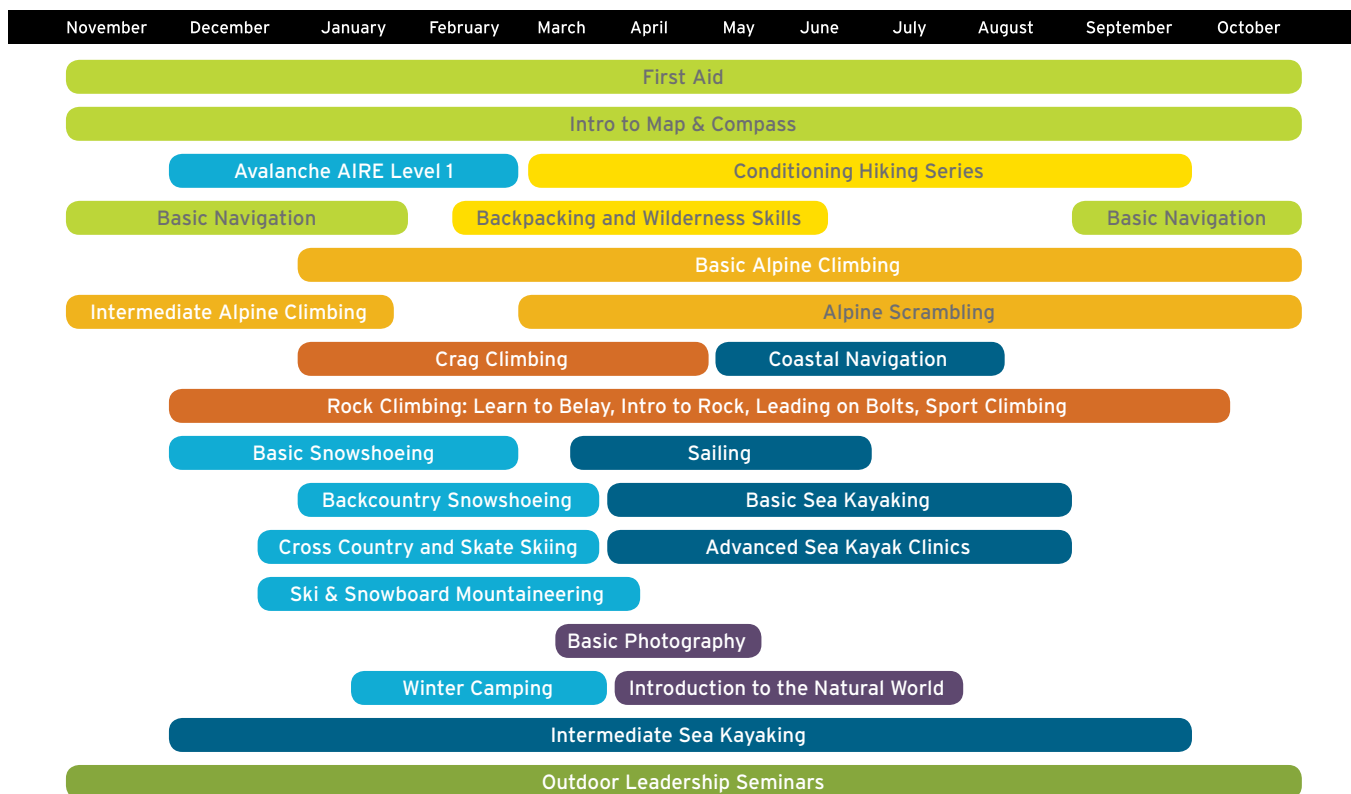 November December January February March April May June July August September October
First Aid
Intro to Map & Compass
Avalanche AIRE Level 1 Conditioning Hiking Series
Basic Navigation Backpacking and Wilderness Skills Basic Navigation
Basic Alpine Climbing
Intermediate Alpine Climbing Alpine Scrambling
Crag Climbing Coastal Navigation
Rock Climbing: Learn to Belay, Intro to Rock, Leading on Bolts, Sport Climbing
Basic Snowshoeing Sailing
Backcountry Snowshoeing Basic Sea Kayaking
Cross Country and Skate Skiing Advanced Sea Kayak Clinics
Ski & Snowboard Mountaineering
Basic Photography
Winter Camping Introduction to the Natural World
Intermediate Sea Kayaking
Outdoor Leadership Seminars